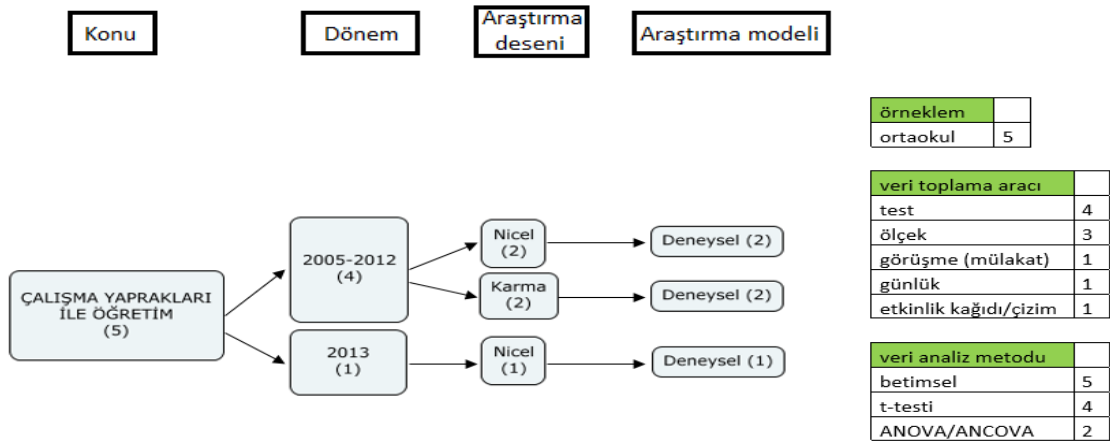 Konu
Dönem
Araştırma
deseni
Araştırma modeli
örneklem
ortaokul 5
veri toplama aracı
test 4
ölçek 3
görüşme (mülakat) 1
günlük 1
etkinlik kağıdı/çizim 1
veri analiz metodu
betimsel 5
t-testi 4
ANOVA/ANCOVA 2
ÇALIŞMA YAPRAKLARI
İLE ÖĞRETİM
(5)
2005-2012
(4)
Nicel
(2)
Deneysel (2)
Karma
(2)
Deneysel (2)
2013
(1)
Nicel
(1)
Deneysel (1)